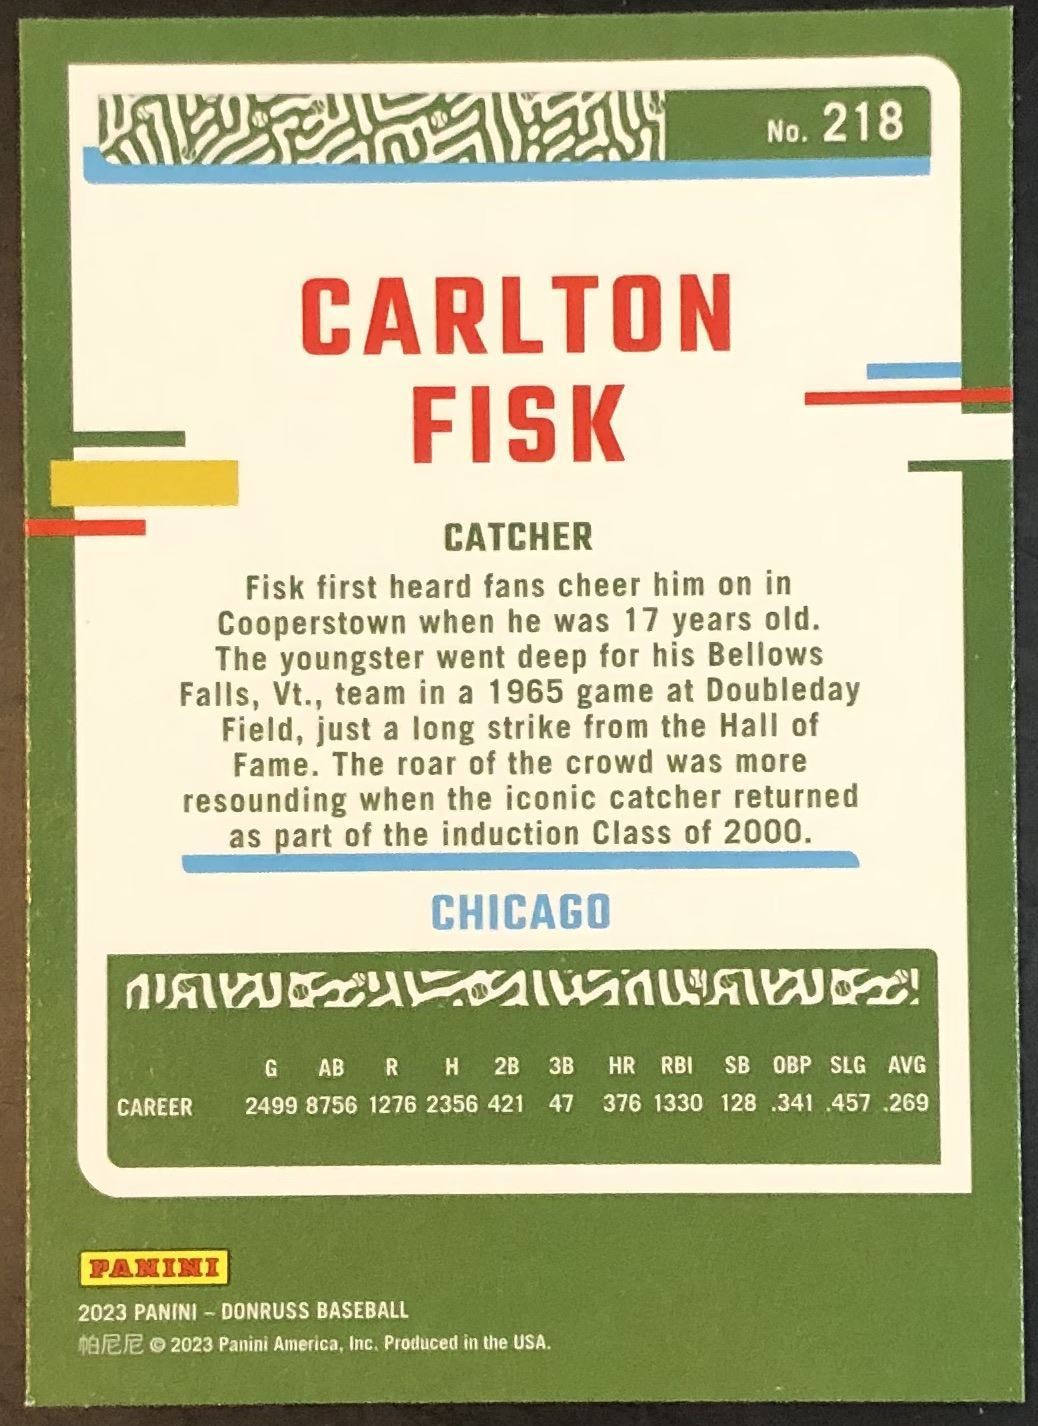 No. 218
CARLTON
FISK
CATCHER
Fisk first heard fans cheer him on in
Cooperstown when he was 17 years old.
The youngster went deep for his Bellows
Falls, Vt., team in a 1965 game at Doubleday
Field, just a long strike from the Hall of
Fame. The roar of the crowd was more
resounding when the iconic catcher returned
as part of the induction Class of 2000.
CHICAGO
G AB R H 2B 3B HR RBI SB OBP SLG AVG
CAREER 2499 8756 1276 2356 421 47 376 1330 128 .341 .457 .269
PANINI
2023 PANINI – DONRUSS BASEBALL
帕尼尼 © 2023 Panini America, Inc. Produced in the USA.